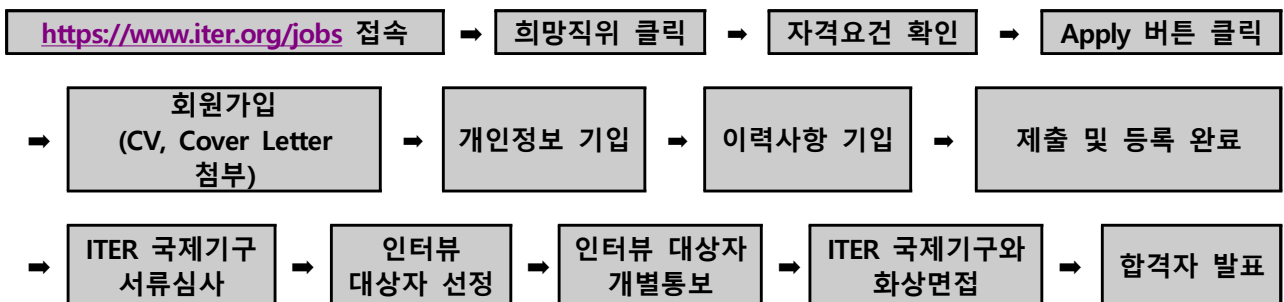 https://www.iter.org/jobs 접속 ➡ 희망직위 클릭 ➡ 자격요건 확인 ➡ Apply 버튼 클릭
➡ 회원가입
(CV, Cover Letter
첨부) ➡ 개인정보 기입 ➡ 이력사항 기입 ➡ 제출 및 등록 완료
➡ ITER 국제기구
서류심사 ➡ 인터뷰
대상자 선정 ➡ 인터뷰 대상자
개별통보 ➡ ITER 국제기구와
화상면접 ➡ 합격자 발표